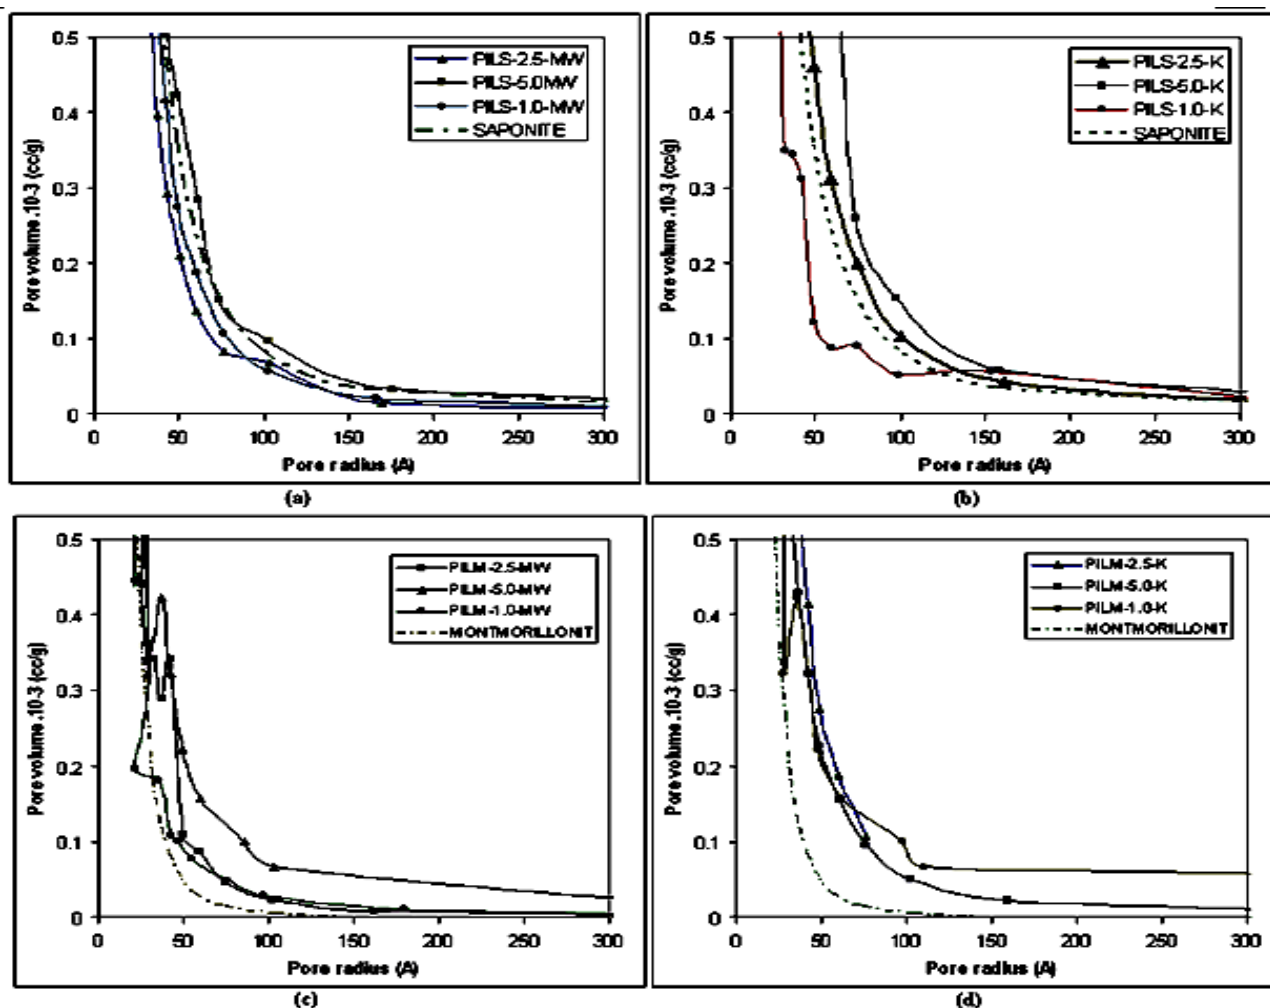 0.5
0.4
0.3
0.2
0.1
0
Pore volume .10-3 (cc/g)
PILS-2.5-MW
PILS-5.0MW
PILS-1.0-MW
SAPONITE
0 50 100 150 200 250 300
Pore radius (A)
(a)
0.5
0.4
0.3
0.2
0.1
0
Pore volume .10-3 (cc/g)
PILS-2.5-K
PILS-5.0-K
PILS-1.0-K
SAPONITE
0 50 100 150 200 250 300
Pore radius (A)
(b)
0.5
0.4
0.3
0.2
0.1
0
Pore volume .10-3 (cc/g)
PILM-2.5-MW
PILM-5.0-MW
PILM-1.0-MW
MONTMORILLONIT
0 50 100 150 200 250 300
Pore radius (A)
(c)
0.5
0.4
0.3
0.2
0.1
0
Pore volume .10-3 (cc/g)
PILM-2.5-K
PILM-5.0-K
PILM-1.0-K
MONTMORILLONIT
0 50 100 150 200 250 300
Pore radius (A)
(d)